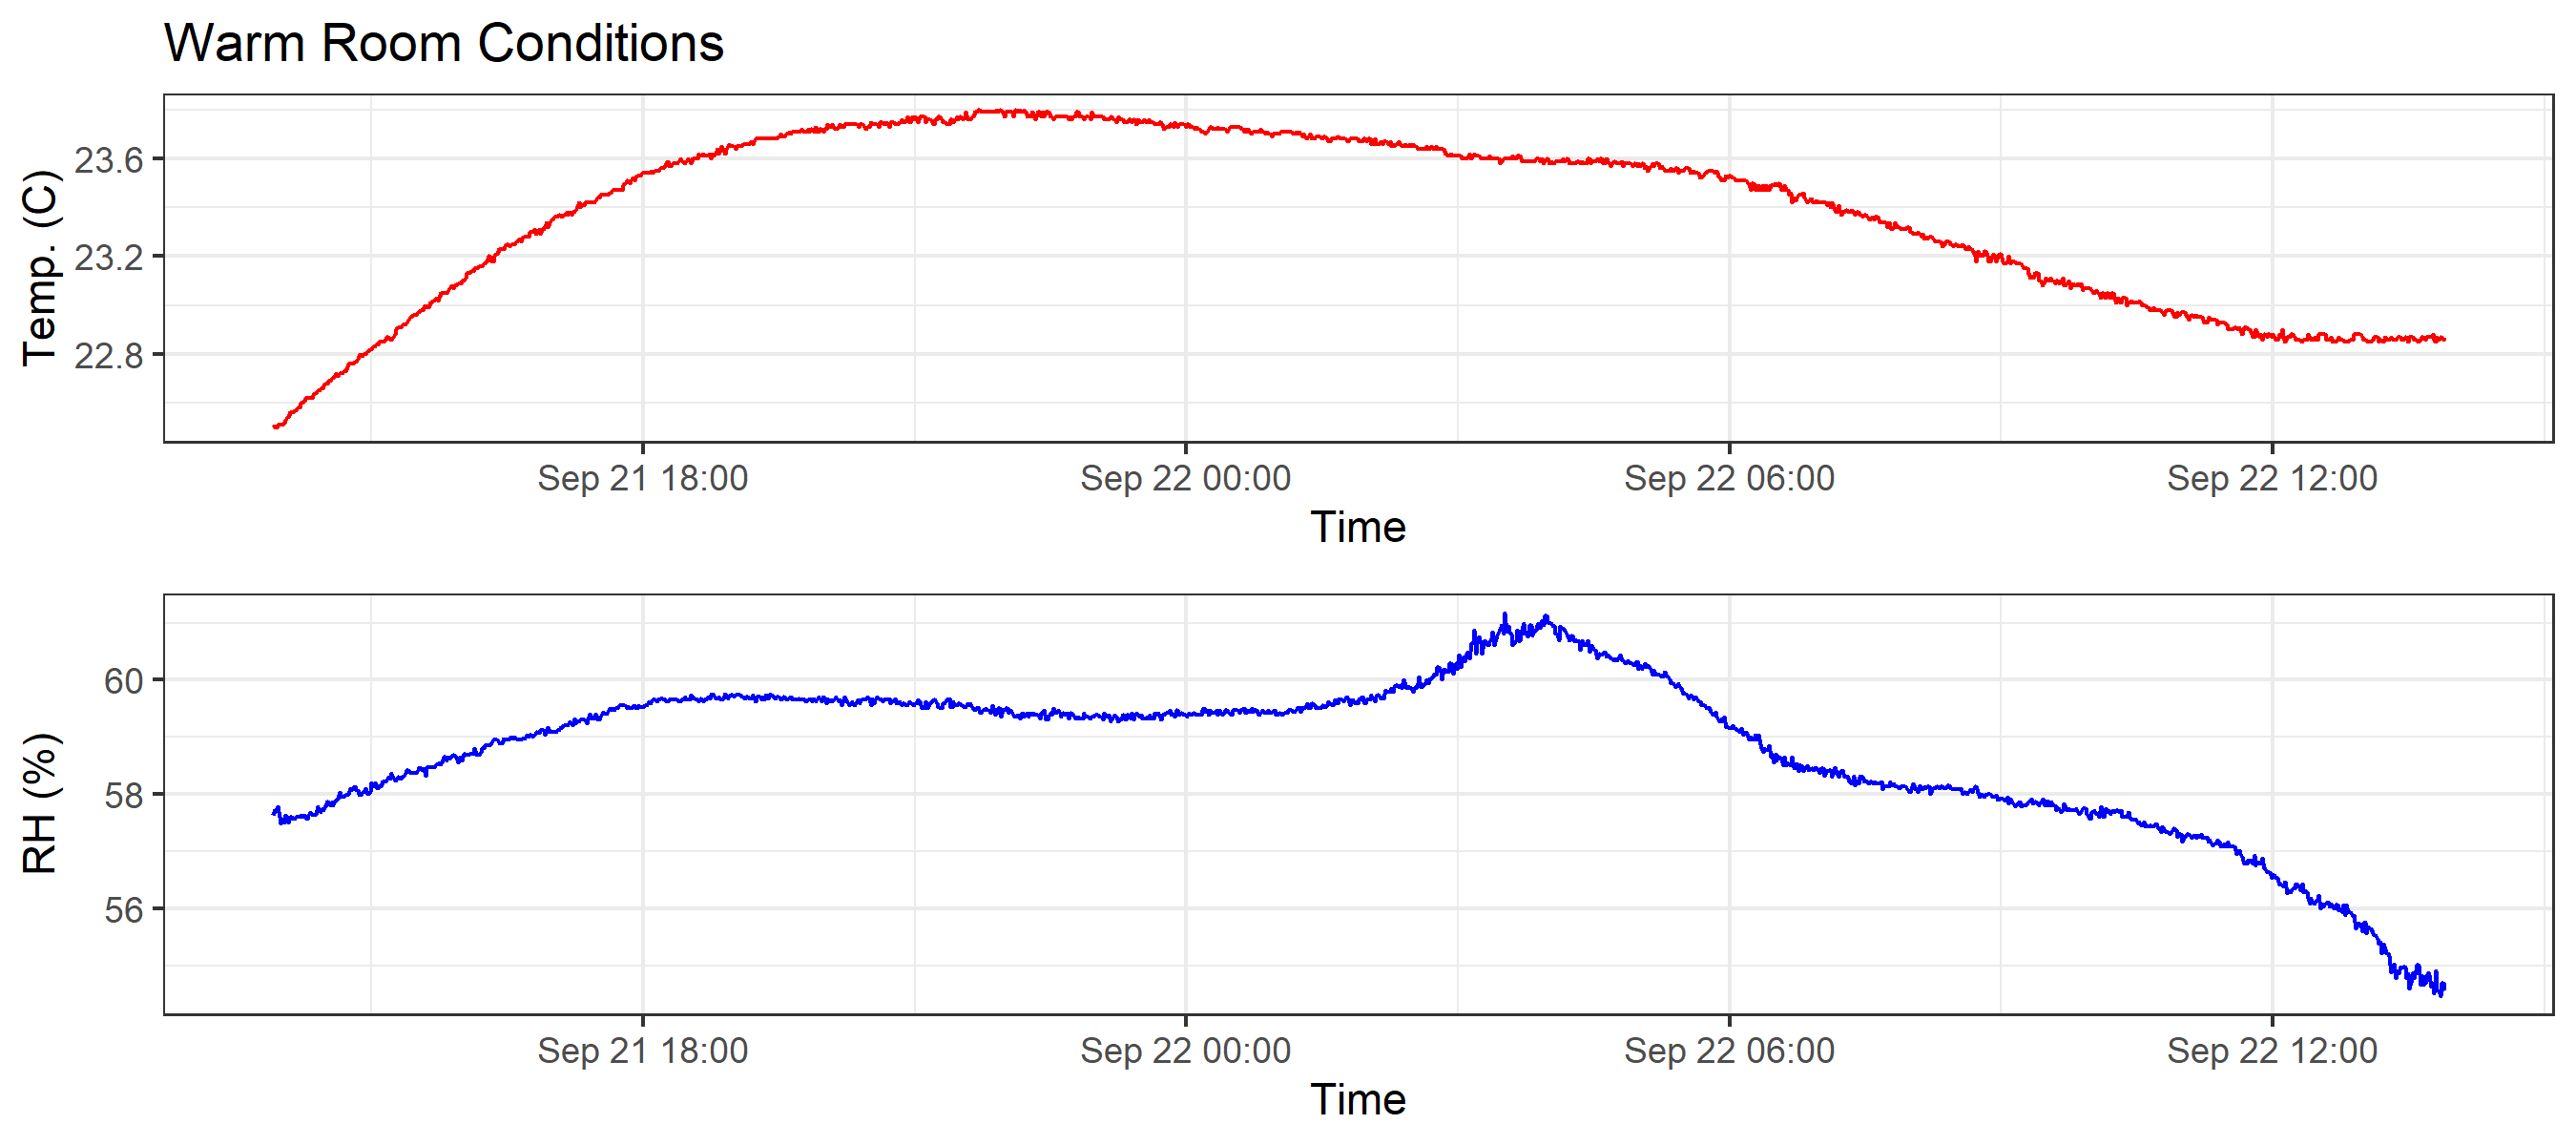 Warm Room Conditions
Temp. (C)
23.6
23.2
22.8
Sep 21 18:00 Sep 22 00:00 Sep 22 06:00 Sep 22 12:00
Time
RH (%)
60
58
56
Sep 21 18:00 Sep 22 00:00 Sep 22 06:00 Sep 22 12:00
Time